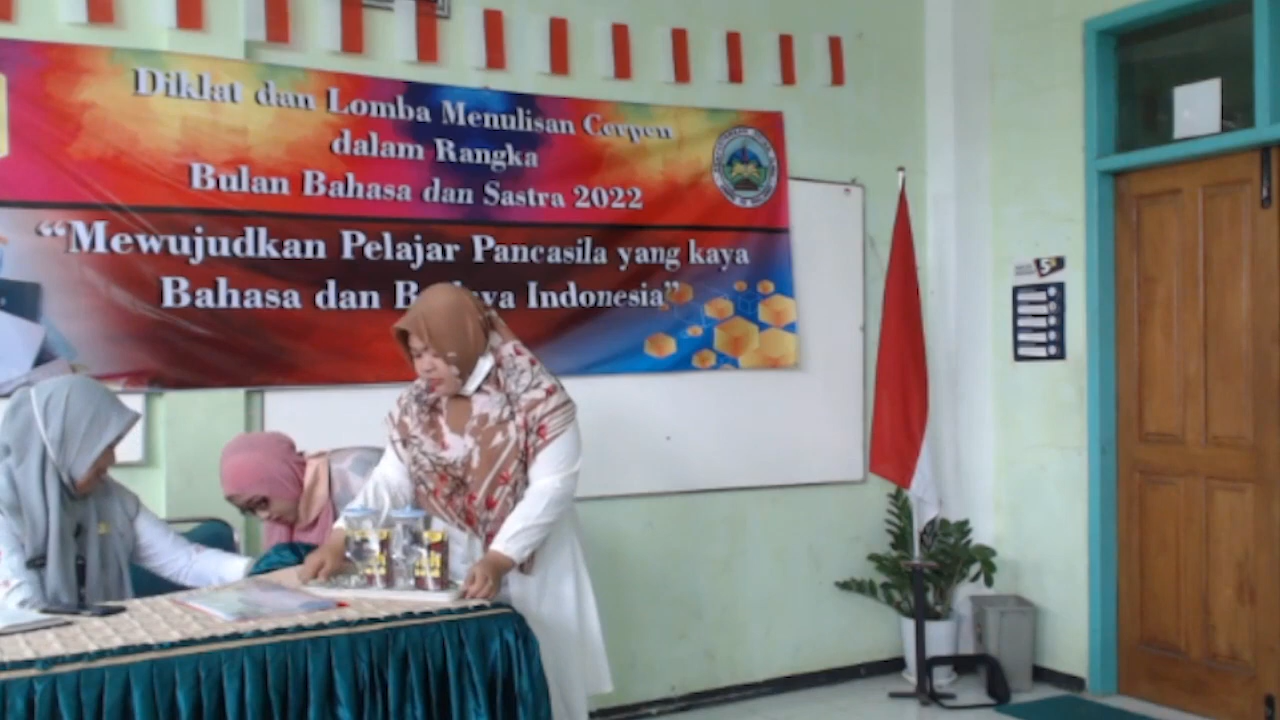 Diklat dan Lomba Menulisan Cerpen
dalam Rangka
Bulan Bahasa dan Sastra 2022
“Mewujudkan Pelajar Pancasila yang kaya
Bahasa dan Indonesia”
5